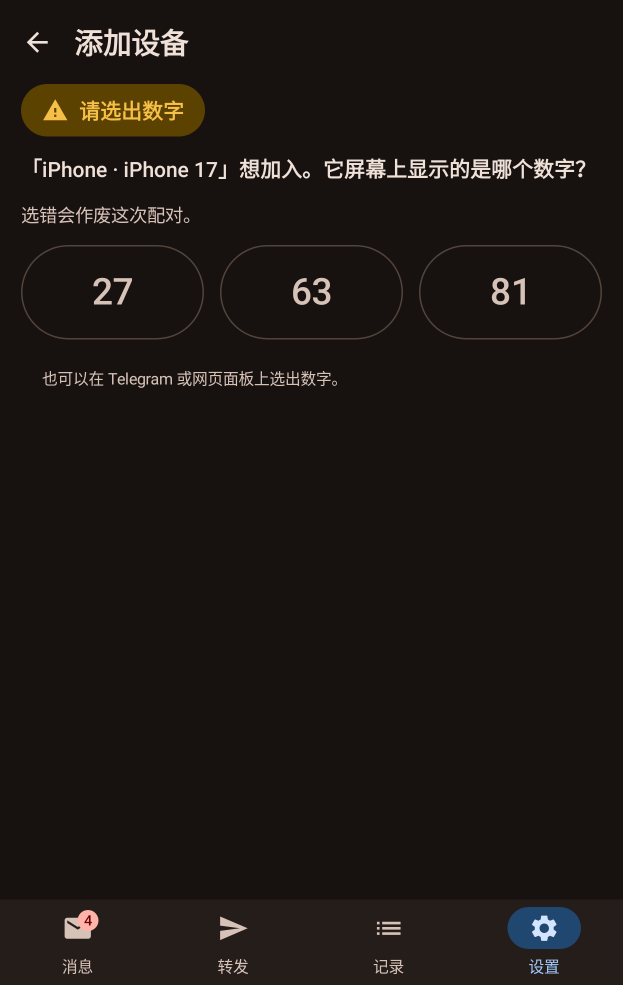 添加设备
请选出数字
「iPhone · iPhone 17」想加入。它屏幕上显示的是哪个数字？
选错会作废这次配对。
27 63 81
也可以在 Telegram 或网页面板上选出数字。
4
消息 转发 记录 设置